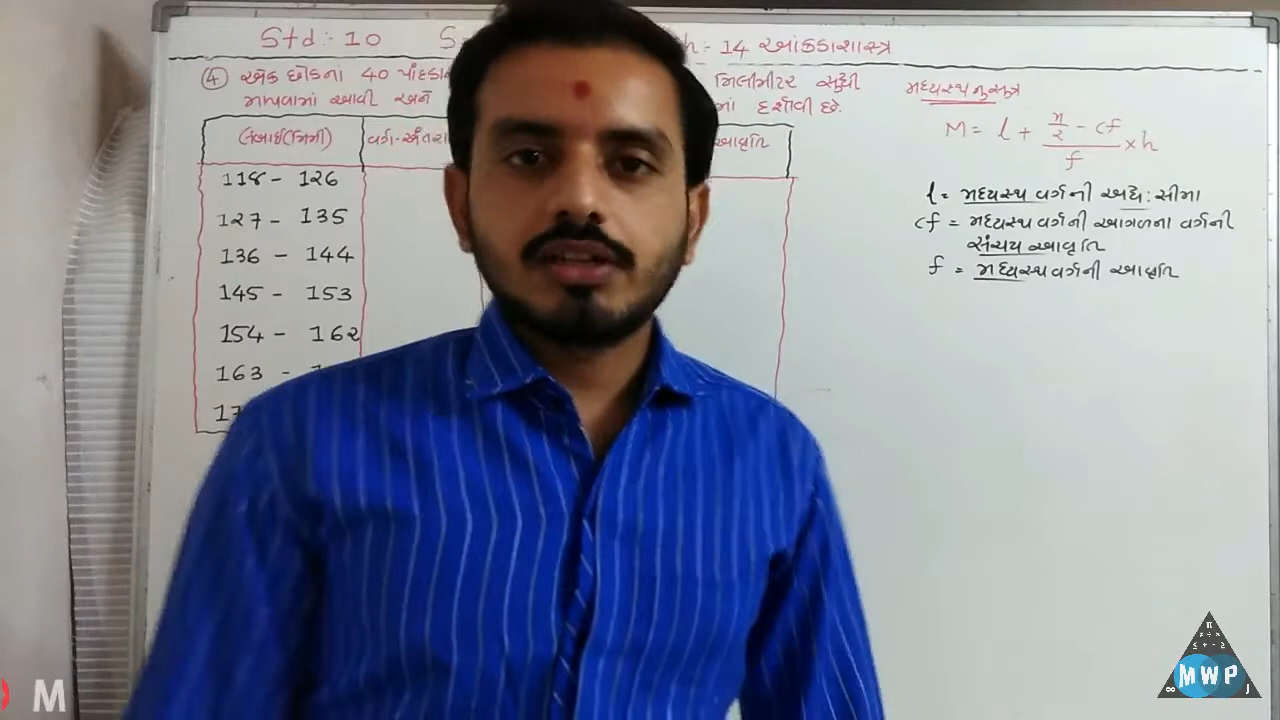 Std :- 10 S h - 14 આંકડાશાસ્ત્ર
④ એક છોડનાં 40 મિલીમીટર સુધી
માપવામાં આવી અને માં દર્શાવી છે.
લંબાઈ(મિમી) વર્ગ-અંતરા આવૃતિ
118 - 126
127 - 135
136 - 144
145 - 153
154 - 162
163 -
17
મધ્યસ્થનુસૂત્ર
M = l + n/2 - cf / f × h
l = મધ્યસ્થ વર્ગની અધ: સીમા
cf = મધ્યસ્થ વર્ગની આગળના વર્ગની
સંચય આવૃતિ
f = મધ્યસ્થ વર્ગની આવૃતિ
M
MWP